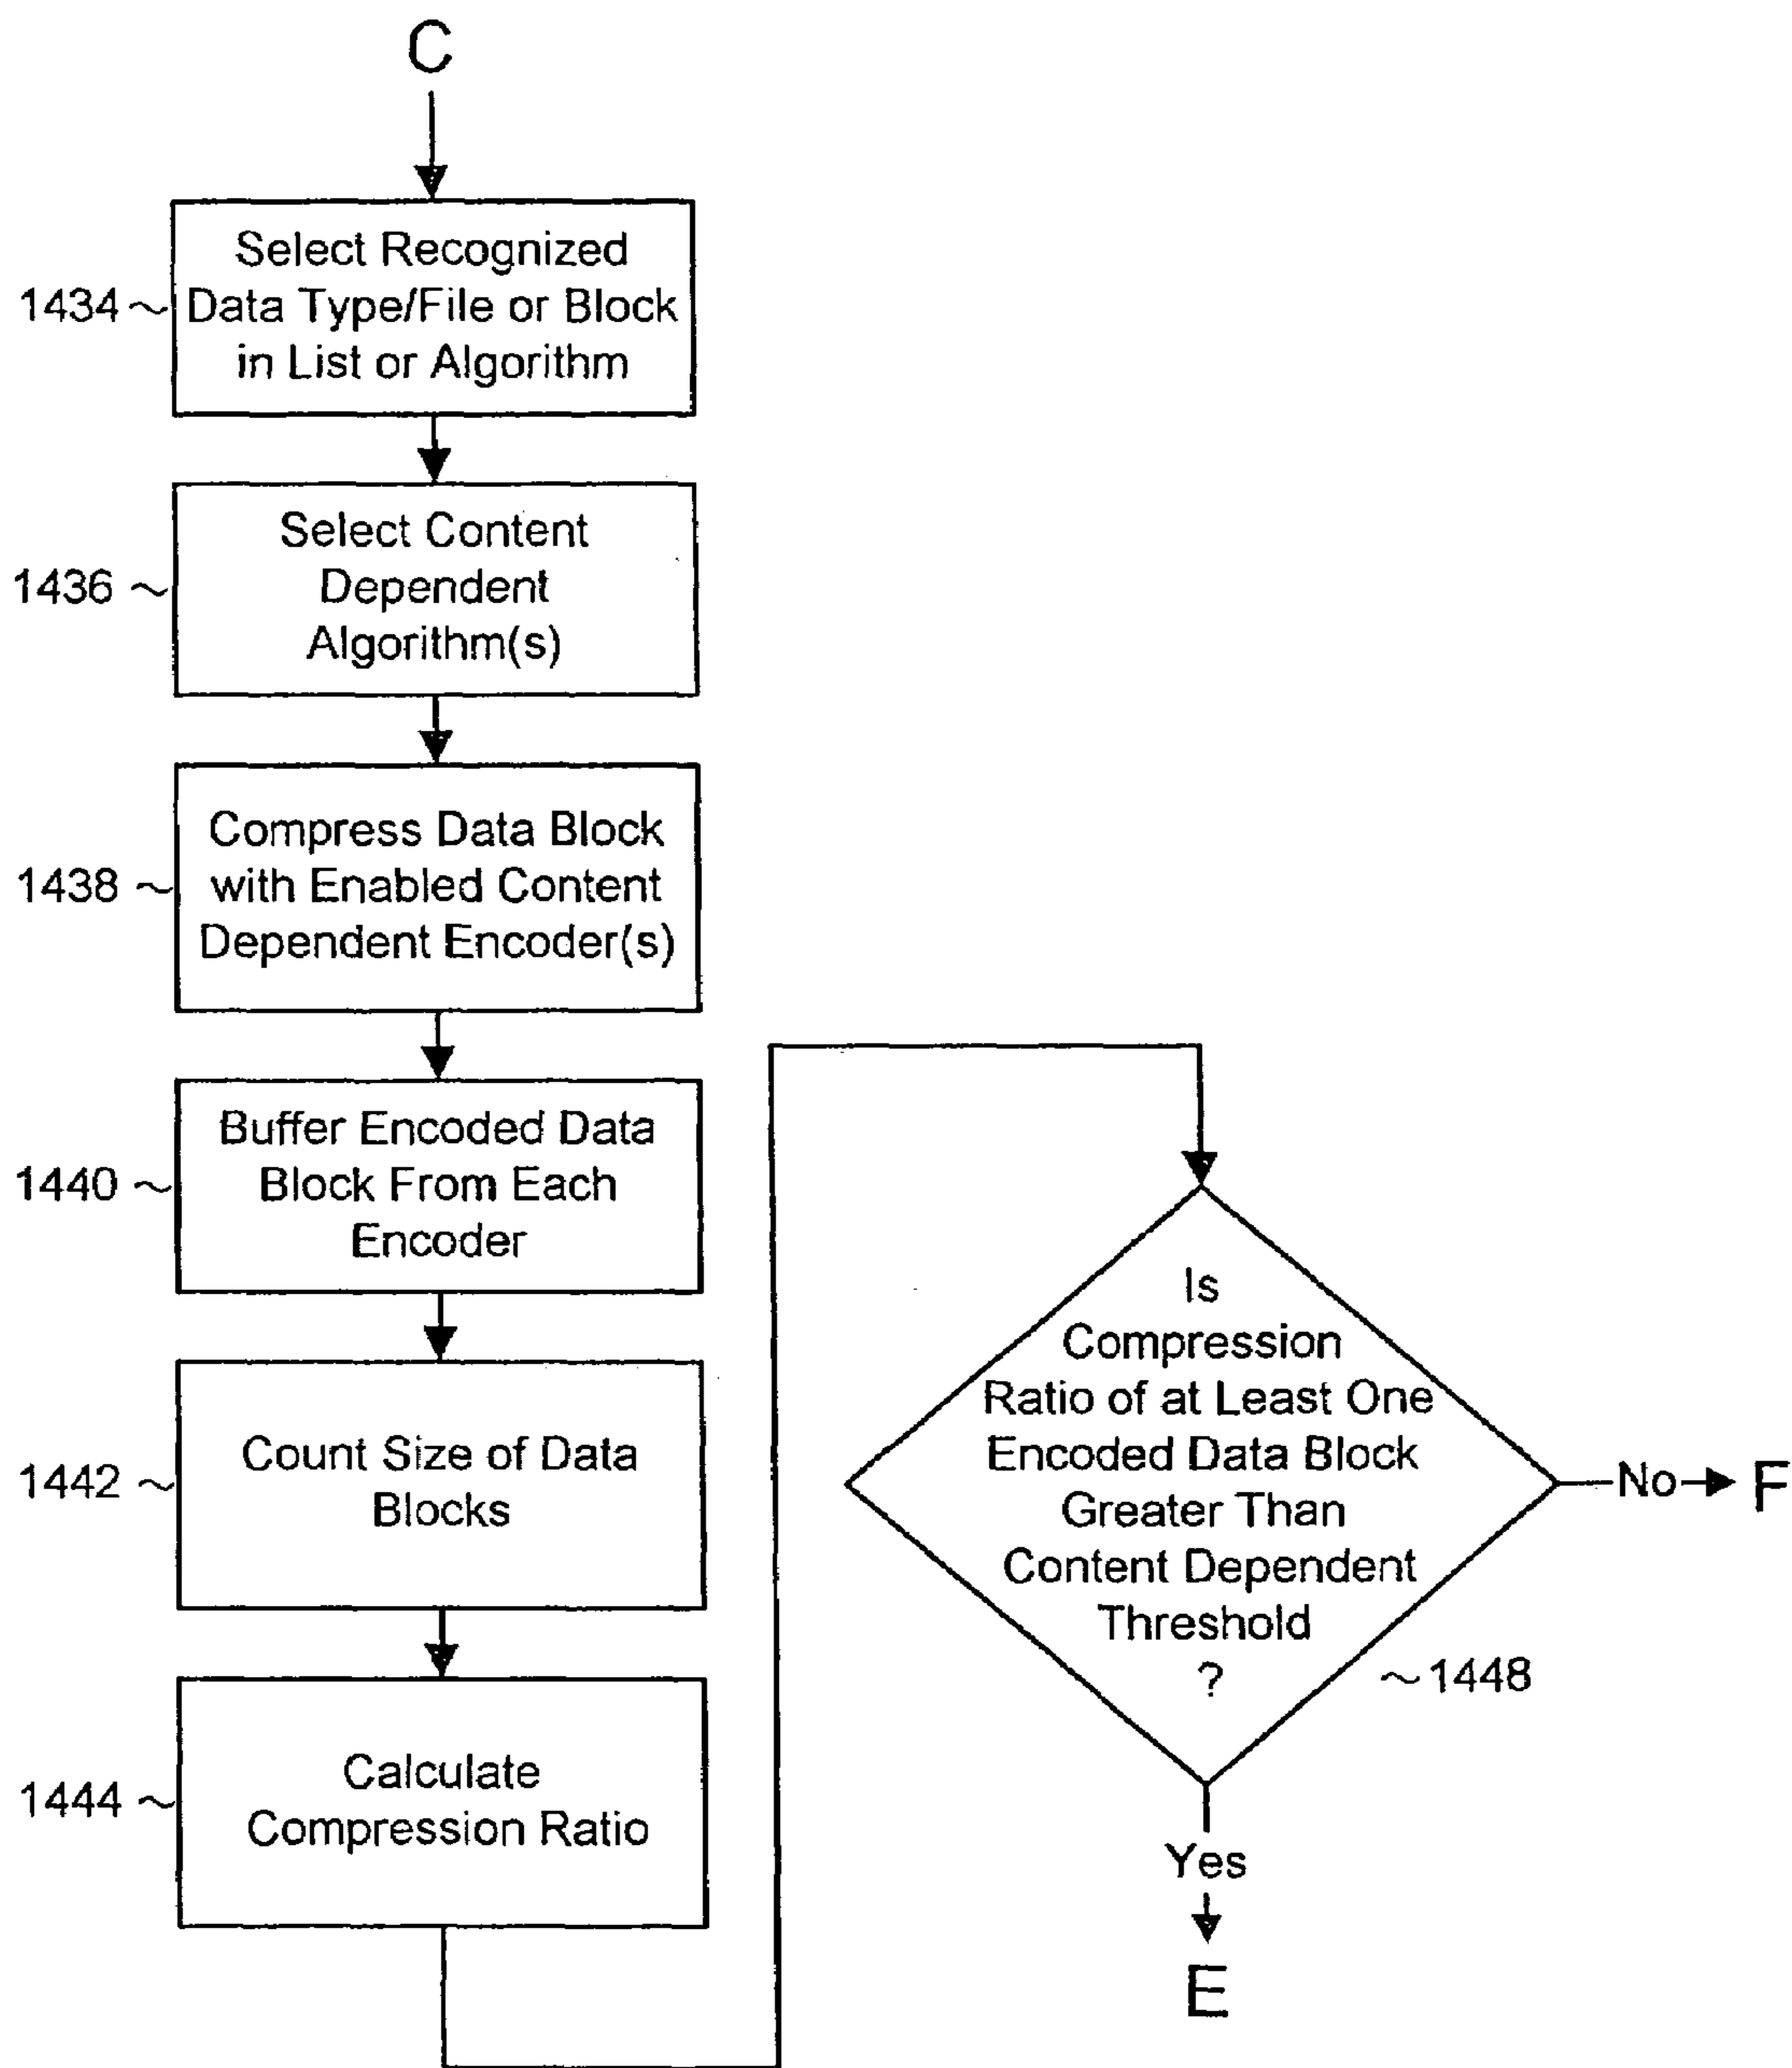 C
1434
Select Recognized
Data Type/File or Block
in List or Algorithm
1436
Select Content
Dependent
Algorithm(s)
1438
Compress Data Block
with Enabled Content
Dependent Encoder(s)
1440
Buffer Encoded Data
Block From Each
Encoder
1442
Count Size of Data
Blocks
1444
Calculate
Compression Ratio
Is
Compression
Ratio of at Least One
Encoded Data Block
Greater Than
Content Dependent
Threshold
?
1448
No
F
Yes
E